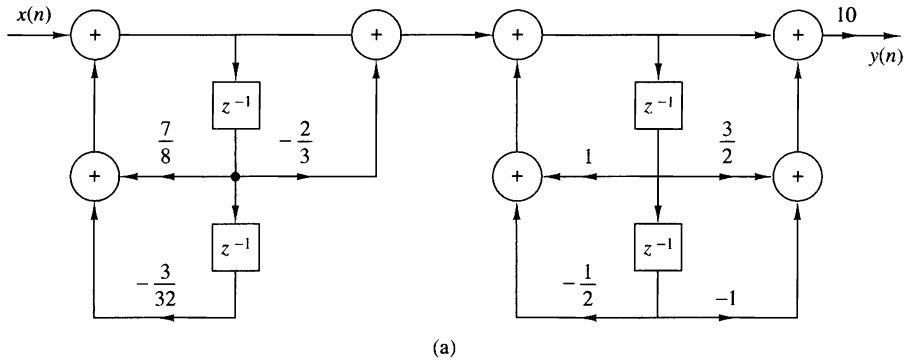 x(n) + + + + 10
y(n)
z⁻¹ z⁻¹
7/8 -2/3 1 3/2
+ + +
z⁻¹ z⁻¹
-3/32 -1/2 -1
(a)